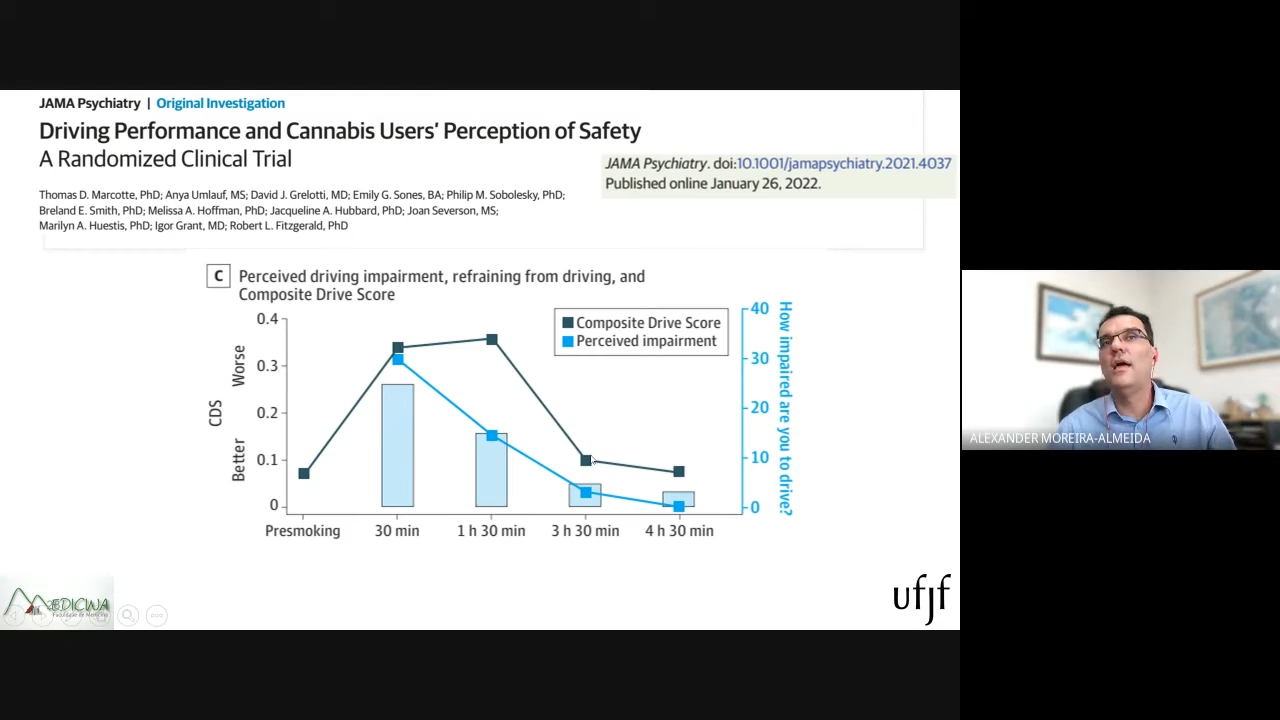 JAMA Psychiatry | Original Investigation
Driving Performance and Cannabis Users' Perception of Safety
A Randomized Clinical Trial
JAMA Psychiatry. doi:10.1001/jamapsychiatry.2021.4037
Published online January 26, 2022.
Thomas D. Marcotte, PhD; Anya Umlauf, MS; David J. Grelotti, MD; Emily G. Sones, BA; Philip M. Sobolesky, PhD;
Breland E. Smith, PhD; Melissa A. Hoffman, PhD; Jacqueline A. Hubbard, PhD; Joan Severson, MS;
Marilyn A. Huestis, PhD; Igor Grant, MD; Robert L. Fitzgerald, PhD
C Perceived driving impairment, refraining from driving, and
Composite Drive Score
Composite Drive Score
Perceived impairment
CDS
Worse
Better
0.4
0.3
0.2
0.1
0
40
30
20
10
0
How impaired are you to drive?
Presmoking 30 min 1 h 30 min 3 h 30 min 4 h 30 min
MEDICINA
Faculdade de Medicina
ufjf
ALEXANDER MOREIRA-ALMEIDA